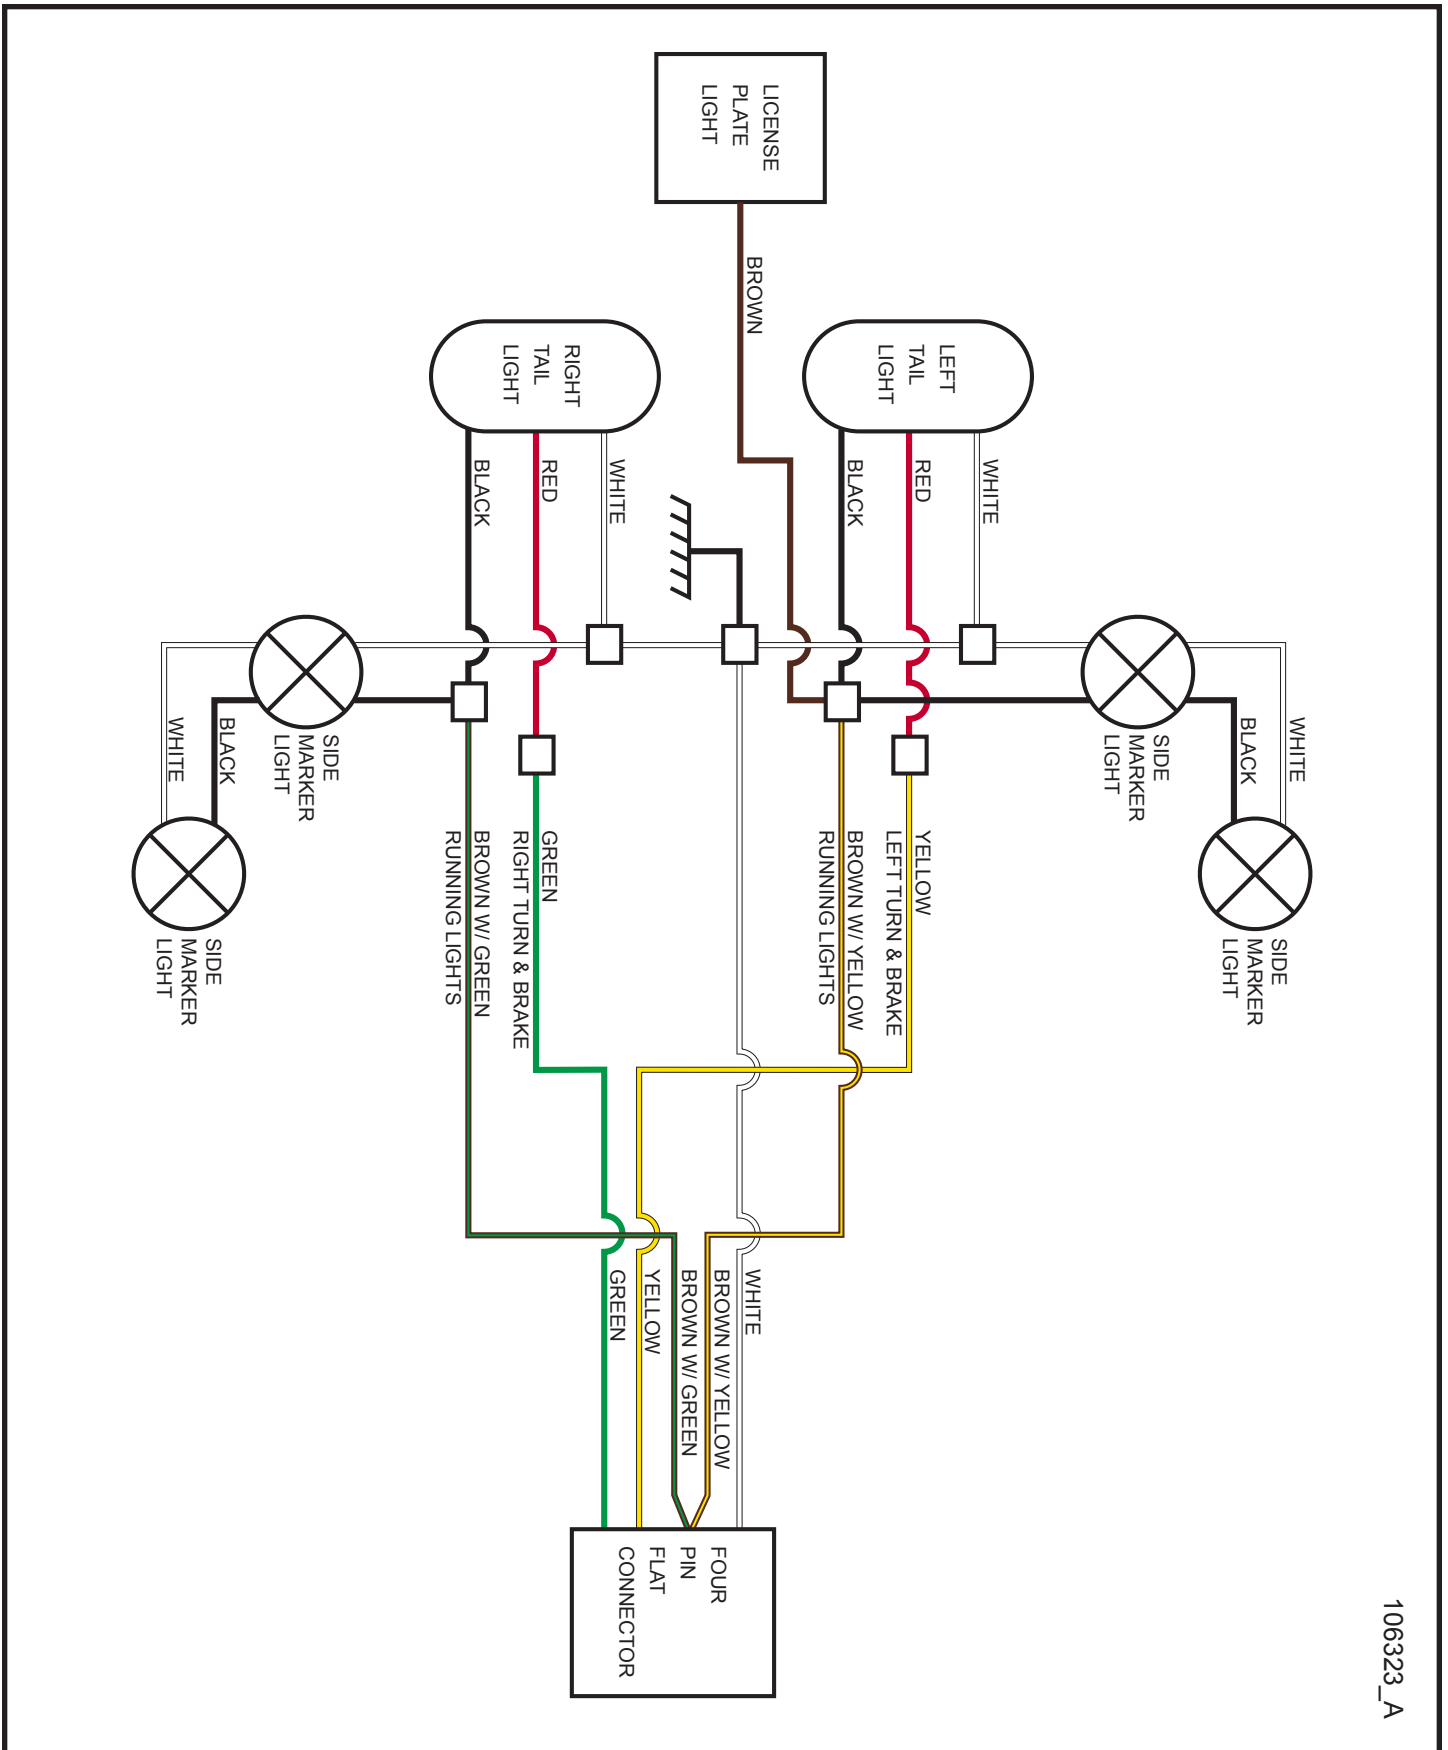 LICENSE
PLATE
LIGHT
BROWN
RIGHT
TAIL
LIGHT
LEFT
TAIL
LIGHT
BLACK
RED
WHITE
BLACK
RED
WHITE
WHITE
BLACK
SIDE
MARKER
LIGHT
SIDE
MARKER
LIGHT
BLACK
WHITE
SIDE
MARKER
LIGHT
SIDE
MARKER
LIGHT
BROWN W/ GREEN
RUNNING LIGHTS
GREEN
RIGHT TURN & BRAKE
BROWN W/ YELLOW
RUNNING LIGHTS
YELLOW
LEFT TURN & BRAKE
GREEN
YELLOW
BROWN W/ GREEN
BROWN W/ YELLOW
WHITE
FOUR
PIN
FLAT
CONNECTOR
106323_A